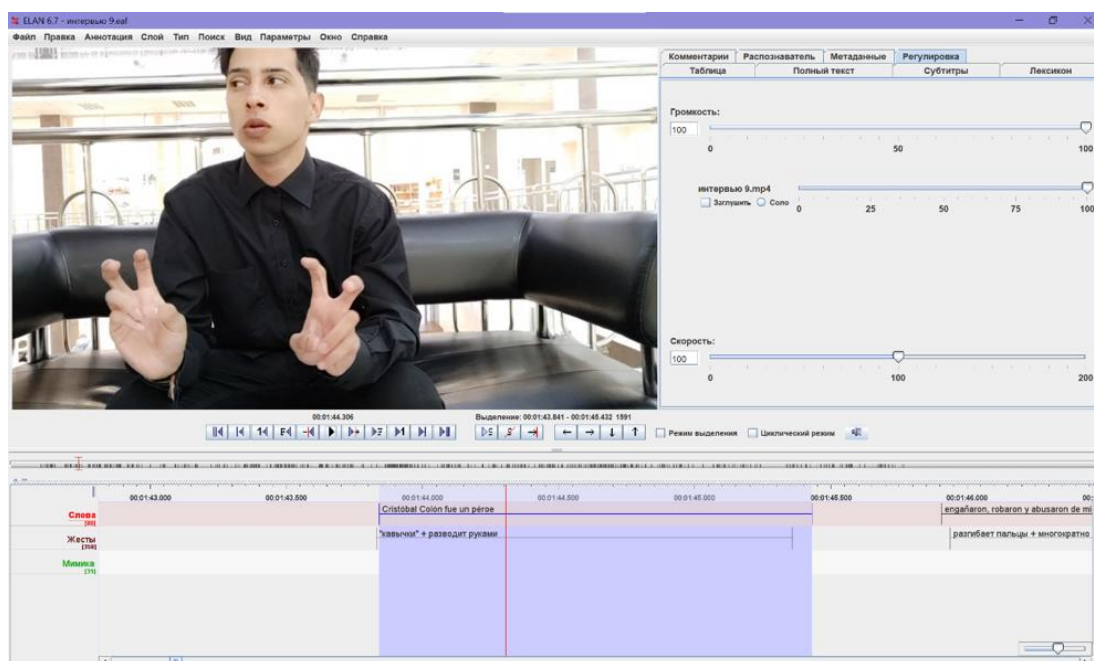 ELAN 6.7 - интервью 9.eaf
Файл Правка Аннотация Слой Тип Поиск Вид Параметры Окно Справка
Комментарии Распознаватель Метаданные Регулировка
Таблица Полный текст Субтитры Лексикон
Громкость:
100
0 50 100
интервью 9.mp4
Заглушить Соло
0 25 50 75 100
Скорость:
100
0 100 200
00:01:44.306 Выделение: 00:01:43.841 - 00:01:45.432 1591
Режим выделения Циклический режим
00:01:43.000 00:01:43.500 00:01:44.000 00:01:44.500 00:01:45.000 00:01:45.500 00:01:46.000 00:
Слова Cristóbal Colón fue un péroe engañaron, robaron y abusaron de mi
Жесты "кавычки" + разводит руками разгибает пальцы + многократно
Мимика